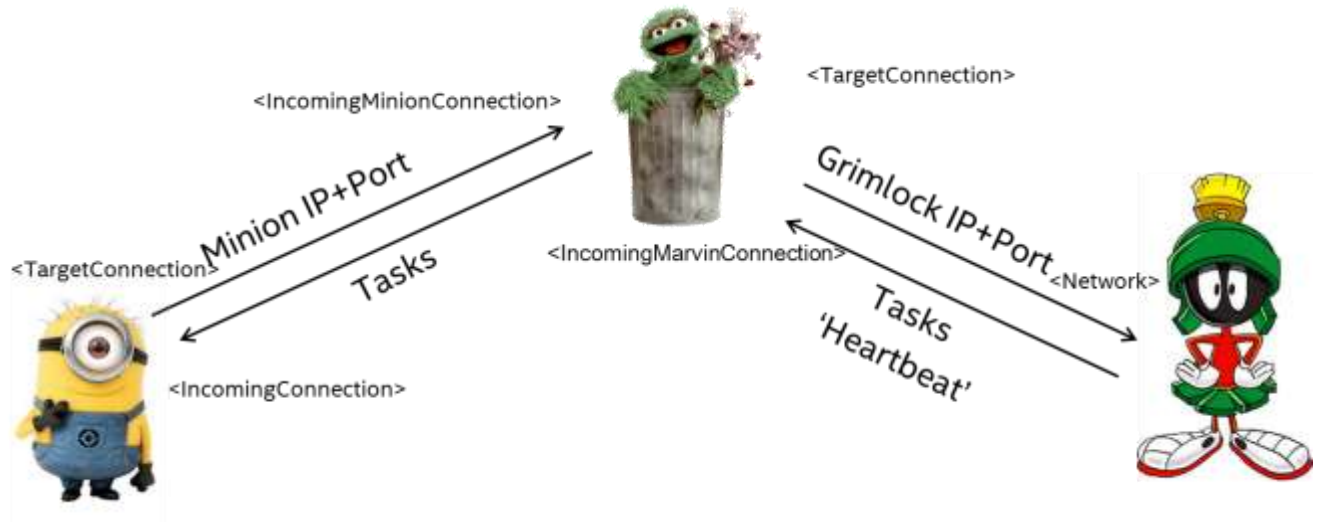 <TargetConnection>
<IncomingMinionConnection>
Minion IP+Port
Grimlock IP+Port
<IncomingMarvinConnection>
<TargetConnection>
Tasks
<Network>
Tasks
'Heartbeat'
<IncomingConnection>